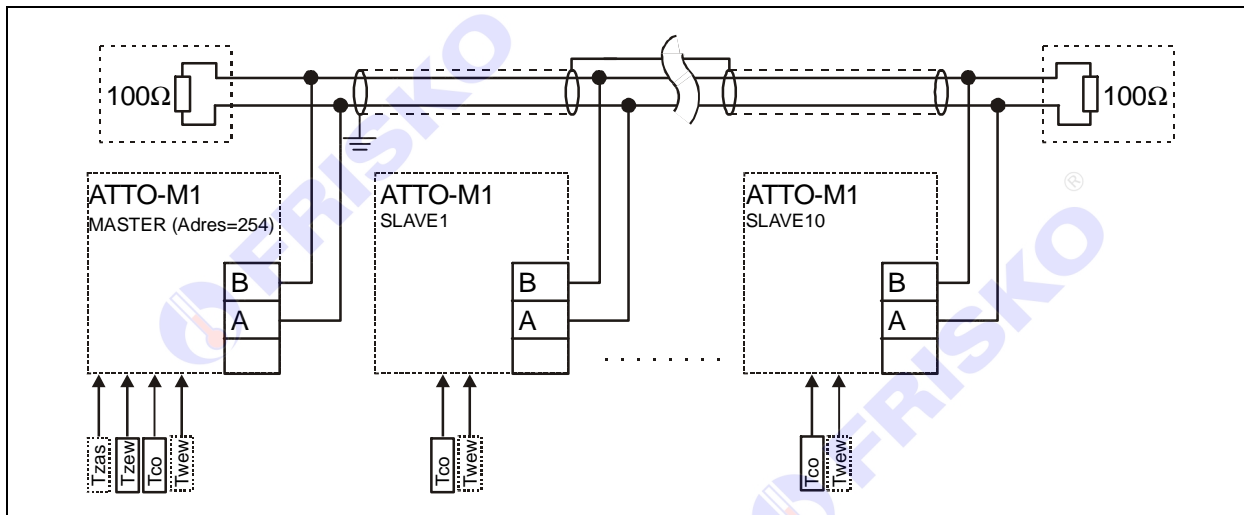 100Ω
100Ω
ATTO-M1
MASTER (Adres=254)
B
A
ATTO-M1
SLAVE1
B
A
. . . . . . . .
ATTO-M1
SLAVE10
B
A
Tzas
Tzew
Tco
Twew
Tco
Twew
Tco
Twew
FRISKO
FRISKO
®